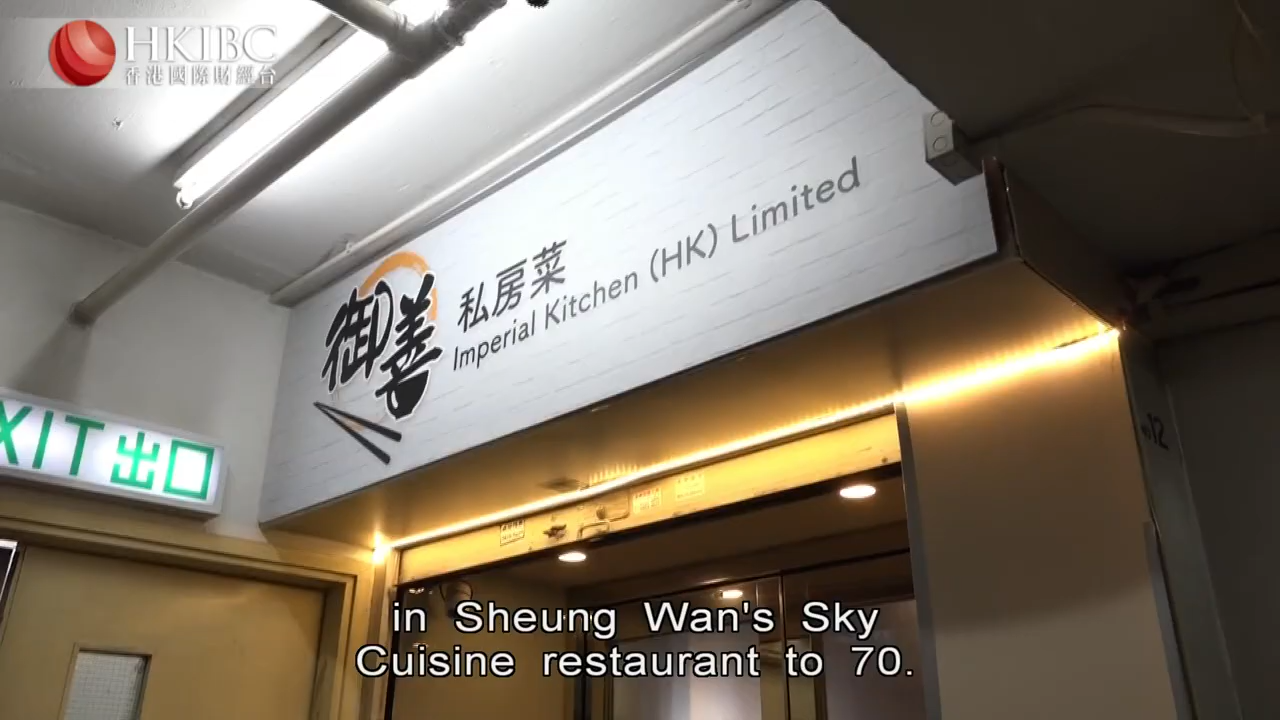 HKIBC
香港國際財經台
御善
私房菜
Imperial Kitchen (HK) Limited
EXIT 出口
12
in Sheung Wan's Sky
Cuisine restaurant to 70.